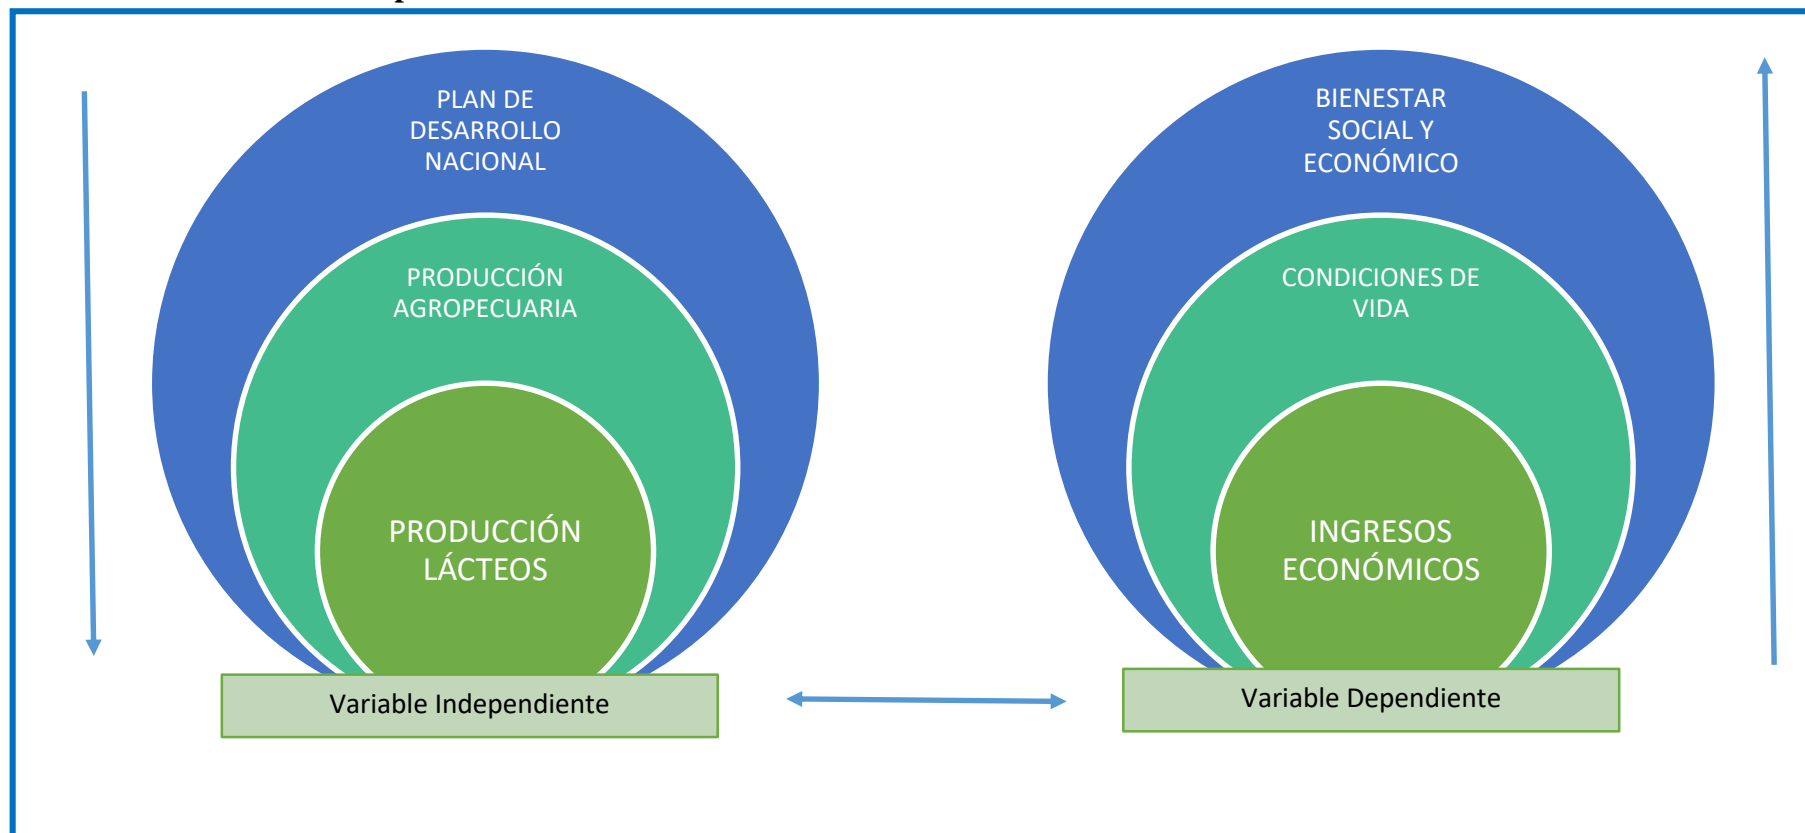 PLAN DE
DESARROLLO
NACIONAL
PRODUCCIÓN
AGROPECUARIA
PRODUCCIÓN
LÁCTEOS
Variable Independiente
BIENESTAR
SOCIAL Y
ECONÓMICO
CONDICIONES DE
VIDA
INGRESOS
ECONÓMICOS
Variable Dependiente